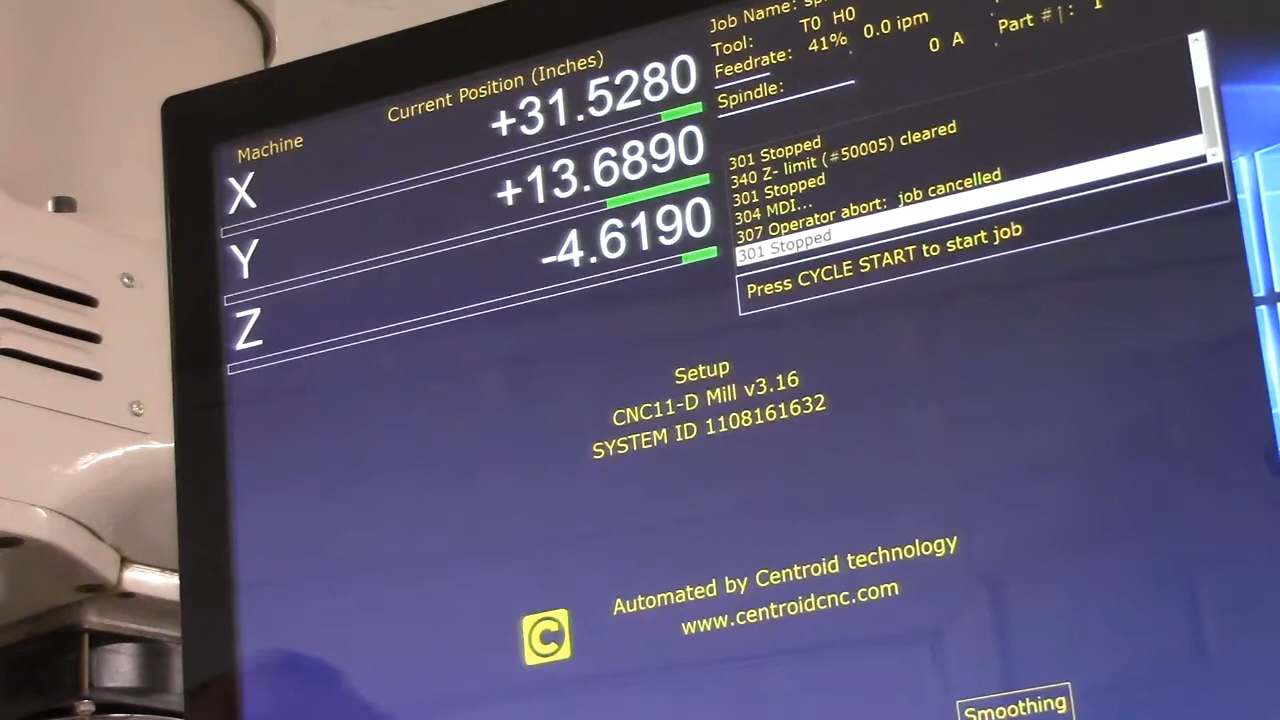 Machine
Current Position (Inches)
X +31.5280
Y +13.6890
Z -4.6190
Job Name:
Tool: T0 H0
Feedrate: 41% 0.0 ipm
Spindle: 0 A
Part #
301 Stopped
340 Z- limit (#50005) cleared
301 Stopped
304 MDI...
307 Operator abort: job cancelled
301 Stopped
Press CYCLE START to start job
Setup
CNC11-D Mill v3.16
SYSTEM ID 1108161632
Automated by Centroid technology
www.centroidcnc.com
C
Smoothing